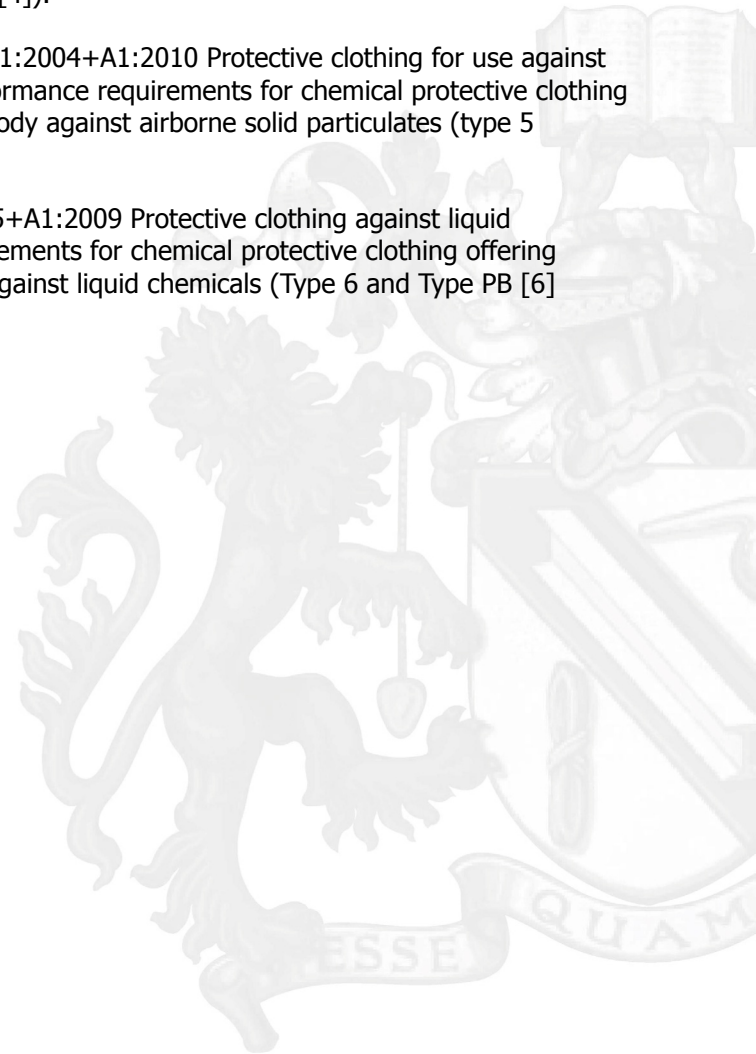 1:2004+A1:2010 Protective clothing for use against
ormance requirements for chemical protective clothing
ody against airborne solid particulates (type 5
5+A1:2009 Protective clothing against liquid
ements for chemical protective clothing offering
gainst liquid chemicals (Type 6 and Type PB [6]
ESSE QUAM